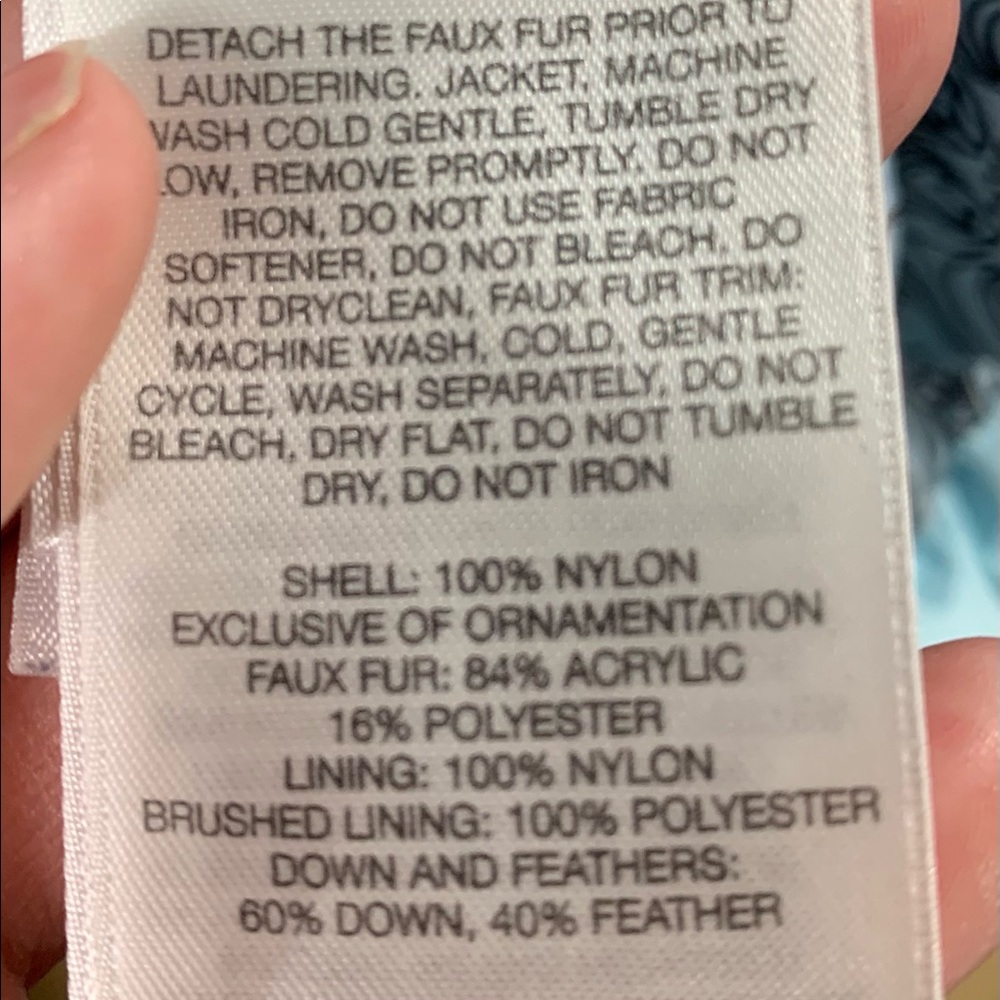 DETACH THE FAUX FUR PRIOR TO
LAUNDERING. JACKET, MACHINE
WASH COLD GENTLE, TUMBLE DRY
LOW, REMOVE PROMPTLY. DO NOT
IRON, DO NOT USE FABRIC
SOFTENER, DO NOT BLEACH, DO
NOT DRYCLEAN, FAUX FUR TRIM:
MACHINE WASH, COLD, GENTLE
CYCLE, WASH SEPARATELY, DO NOT
BLEACH, DRY FLAT, DO NOT TUMBLE
DRY, DO NOT IRON
SHELL: 100% NYLON
EXCLUSIVE OF ORNAMENTATION
FAUX FUR: 84% ACRYLIC
16% POLYESTER
LINING: 100% NYLON
BRUSHED LINING: 100% POLYESTER
DOWN AND FEATHERS:
60% DOWN, 40% FEATHER